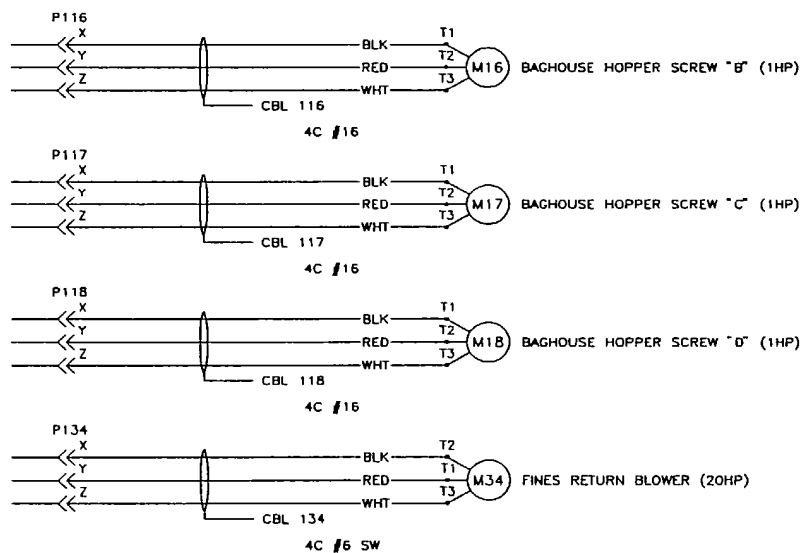 P116
X BLK T1
Y RED T2 M16 BAGHOUSE HOPPER SCREW "B" (1HP)
Z WHT T3
CBL 116
4C #16
P117
X BLK T1
Y RED T2 M17 BAGHOUSE HOPPER SCREW "C" (1HP)
Z WHT T3
CBL 117
4C #16
P118
X BLK T1
Y RED T2 M18 BAGHOUSE HOPPER SCREW "D" (1HP)
Z WHT T3
CBL 118
4C #16
P134
X BLK T2
Y RED T1 M34 FINES RETURN BLOWER (20HP)
Z WHT T3
CBL 134
4C #6 SW